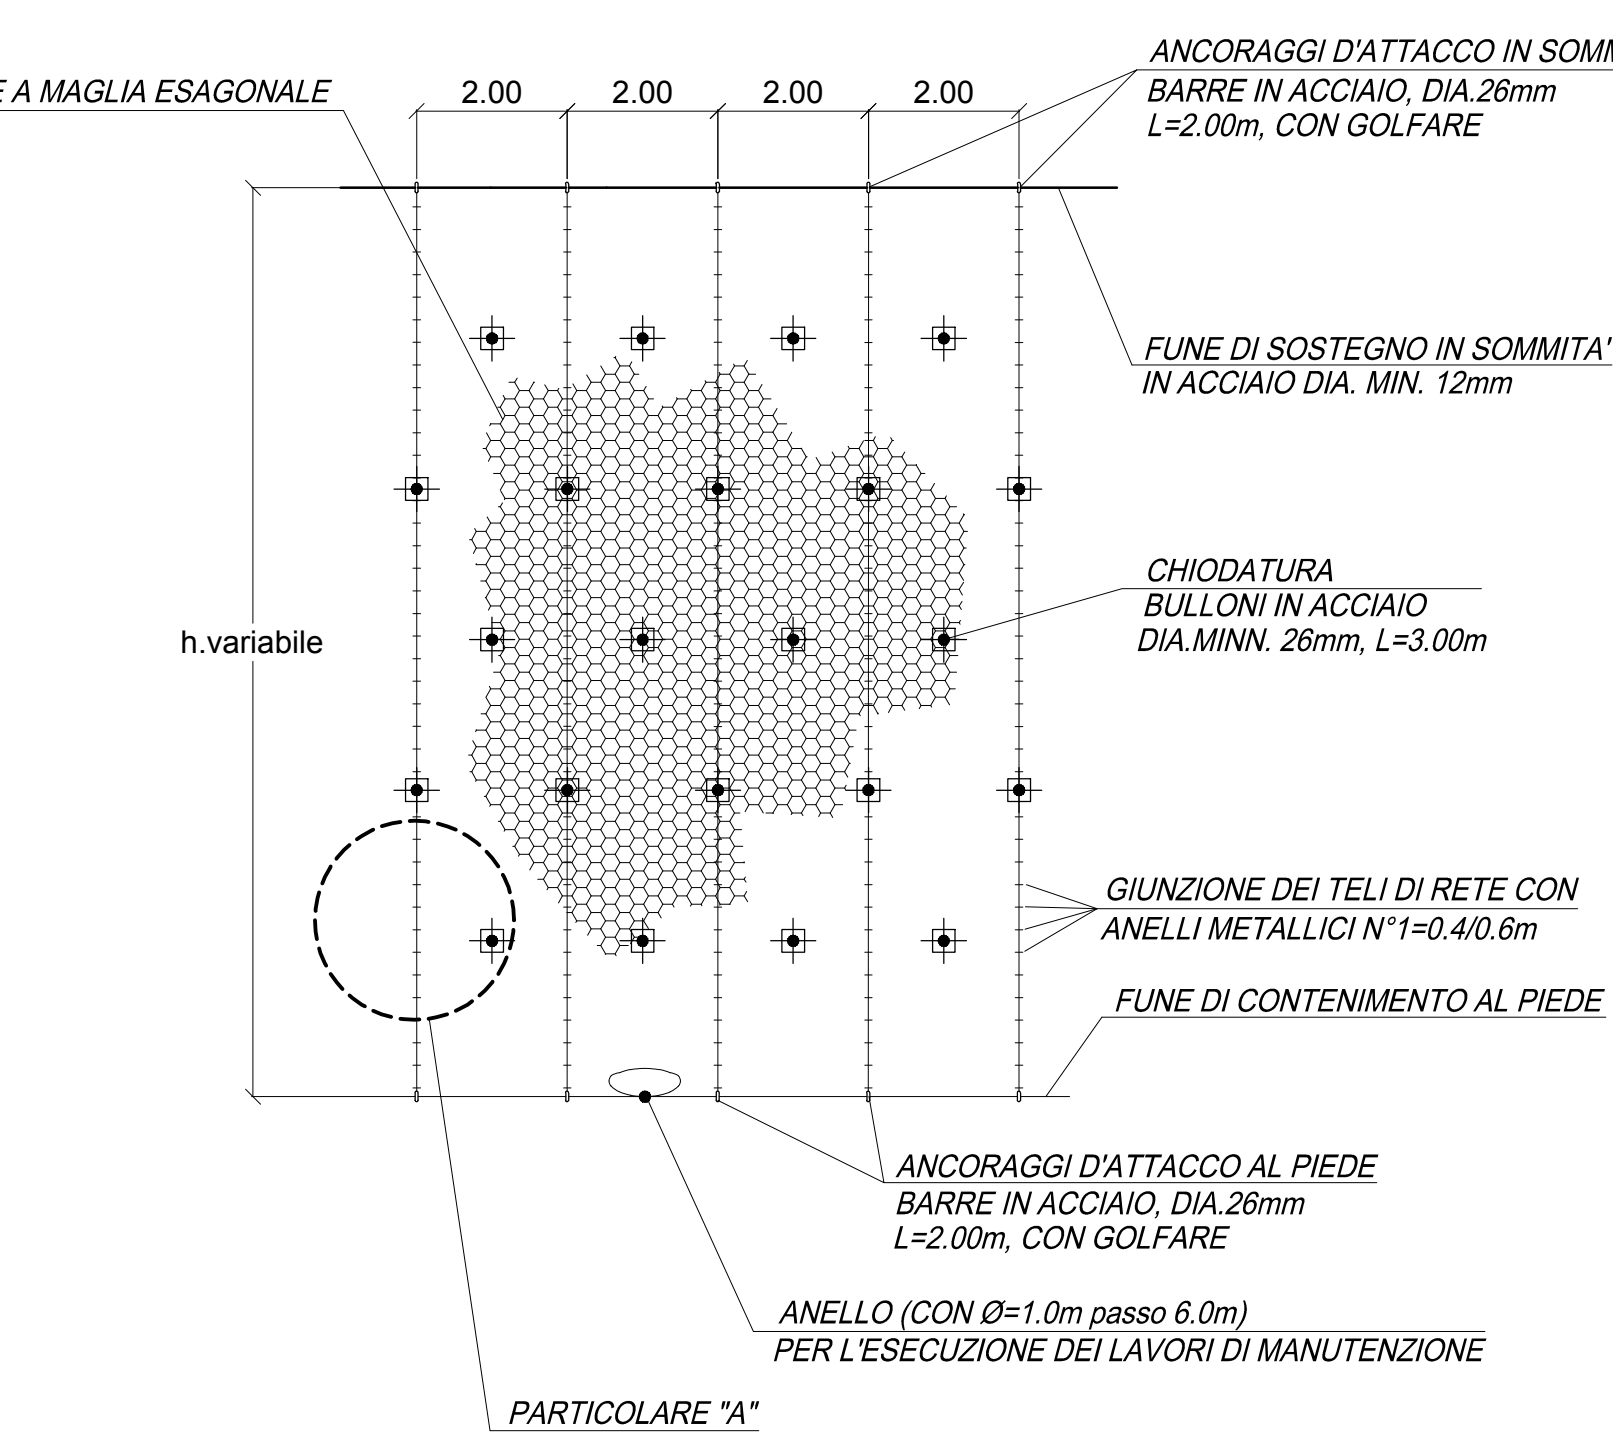 A MAGLIA ESAGONALE
2.00 2.00 2.00 2.00
ANCORAGGI D'ATTACCO IN
BARRE IN ACCIAIO, DIA.26mm
L=2.00m, CON GOLFARE
FUNE DI SOSTEGNO IN SOMMITA'
IN ACCIAIO DIA. MIN. 12mm
CHIODATURA
BULLONI IN ACCIAIO
DIA.MINN. 26mm, L=3.00m
h.variabile
GIUNZIONE DEI TELI DI RETE CON
ANELLI METALLICI N°1=0.4/0.6m
FUNE DI CONTENIMENTO AL PIEDE
ANCORAGGI D'ATTACCO AL PIEDE
BARRE IN ACCIAIO, DIA.26mm
L=2.00m, CON GOLFARE
ANELLO (CON Ø=1.0m passo 6.0m)
PER L'ESECUZIONE DEI LAVORI DI MANUTENZIONE
PARTICOLARE "A"